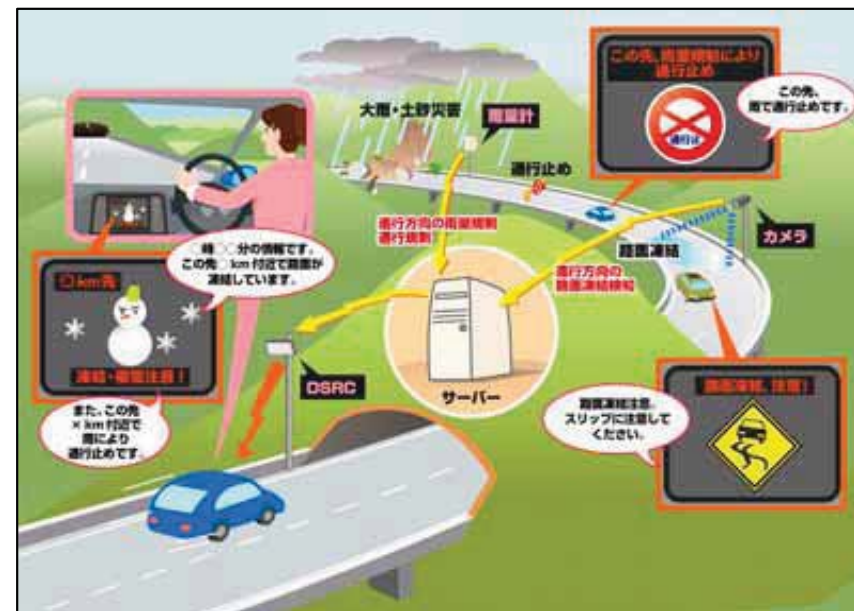 この先、雨量規制により
通行止め
通行止
この先、
雨で通行止めです。
大雨・土砂災害
雨量計
通行止め
進行方向の雨量規制
通行規制
カメラ
路面凍結
進行方向の
路面凍結検知
○時○○分の情報です。
この先○km付近で路面が
凍結しています。
○km先
凍結・積雪注意!
また、この先
×km付近で
雨により
通行止めです。
DSRC
サーバー
路面凍結、注意!
路面凍結注意。
スリップに注意して
ください。